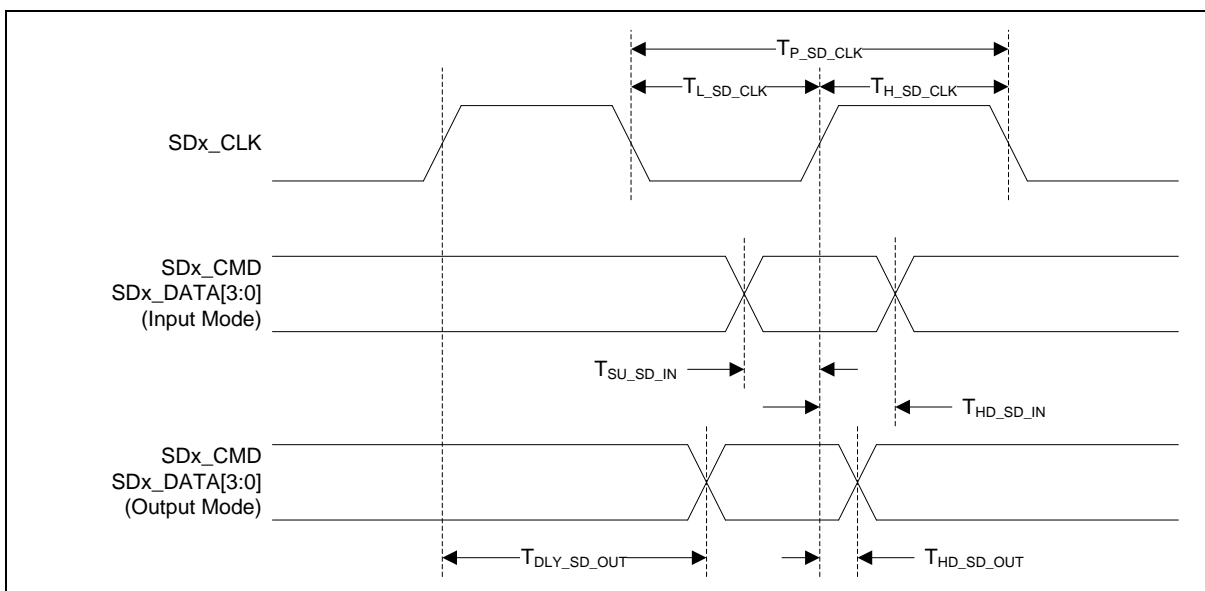 T_P_SD_CLK
T_L_SD_CLK
T_H_SD_CLK
SDx_CLK
SDx_CMD
SDx_DATA[3:0]
(Input Mode)
T_SU_SD_IN
T_HD_SD_IN
SDx_CMD
SDx_DATA[3:0]
(Output Mode)
T_DLY_SD_OUT
T_HD_SD_OUT